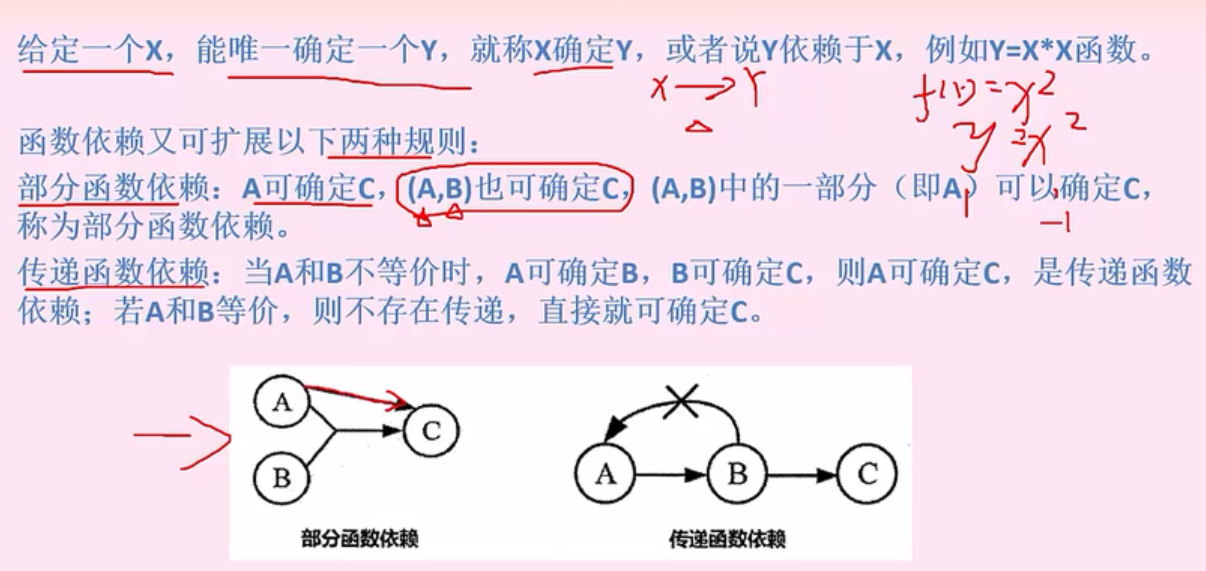 给定一个X，能唯一确定一个Y，就称X确定Y，或者说Y依赖于X，例如Y=X*X函数。
X→Y
f(x)=x²
y=x²
函数依赖又可扩展以下两种规则：
部分函数依赖：A可确定C，(A,B)也可确定C，(A,B)中的一部分（即A）可以确定C，
1
-1
称为部分函数依赖。
传递函数依赖：当A和B不等价时，A可确定B，B可确定C，则A可确定C，是传递函数
依赖；若A和B等价，则不存在传递，直接就可确定C。
A
C
B
部分函数依赖
A
B
C
传递函数依赖